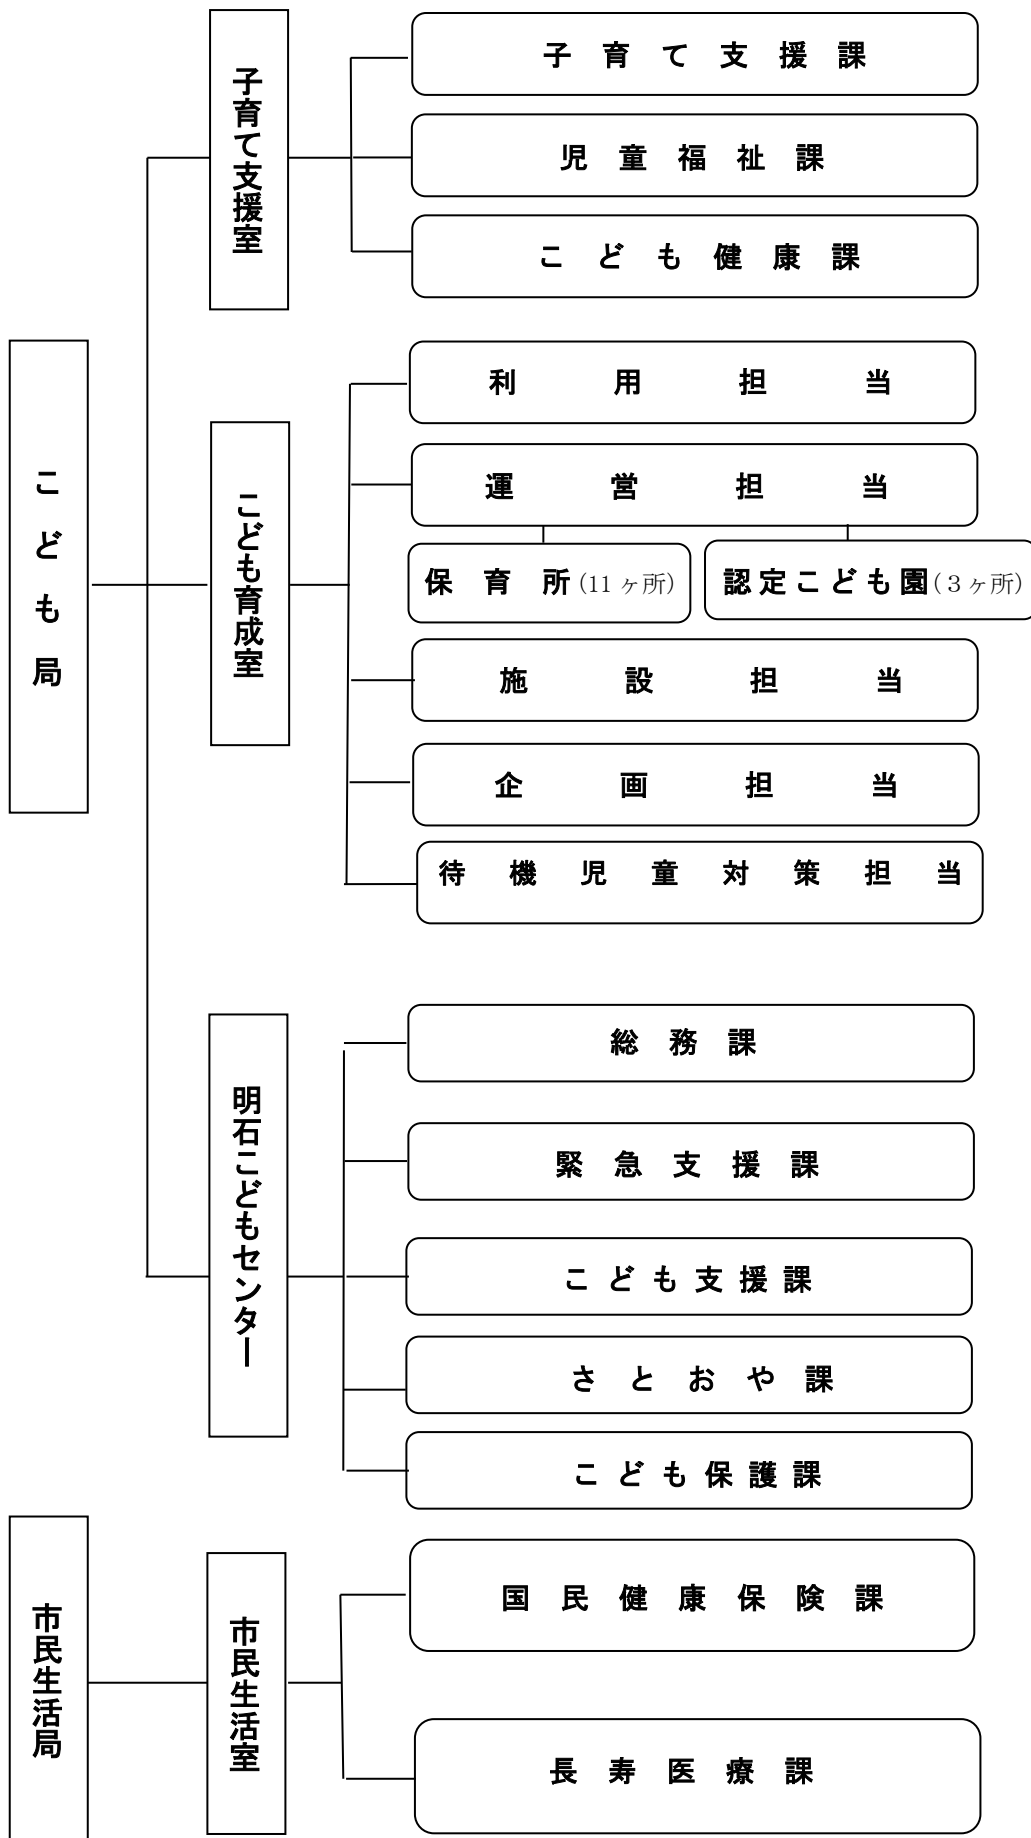 こども局
子育て支援室
子育て支援課
児童福祉課
こども健康課
こども育成室
利用担当
運営担当
保育所(11ヶ所)
認定こども園(3ヶ所)
施設担当
企画担当
待機児童対策担当
明石こどもセンター
総務課
緊急支援課
こども支援課
さとおや課
こども保護課
市民生活局
市民生活室
国民健康保険課
長寿医療課